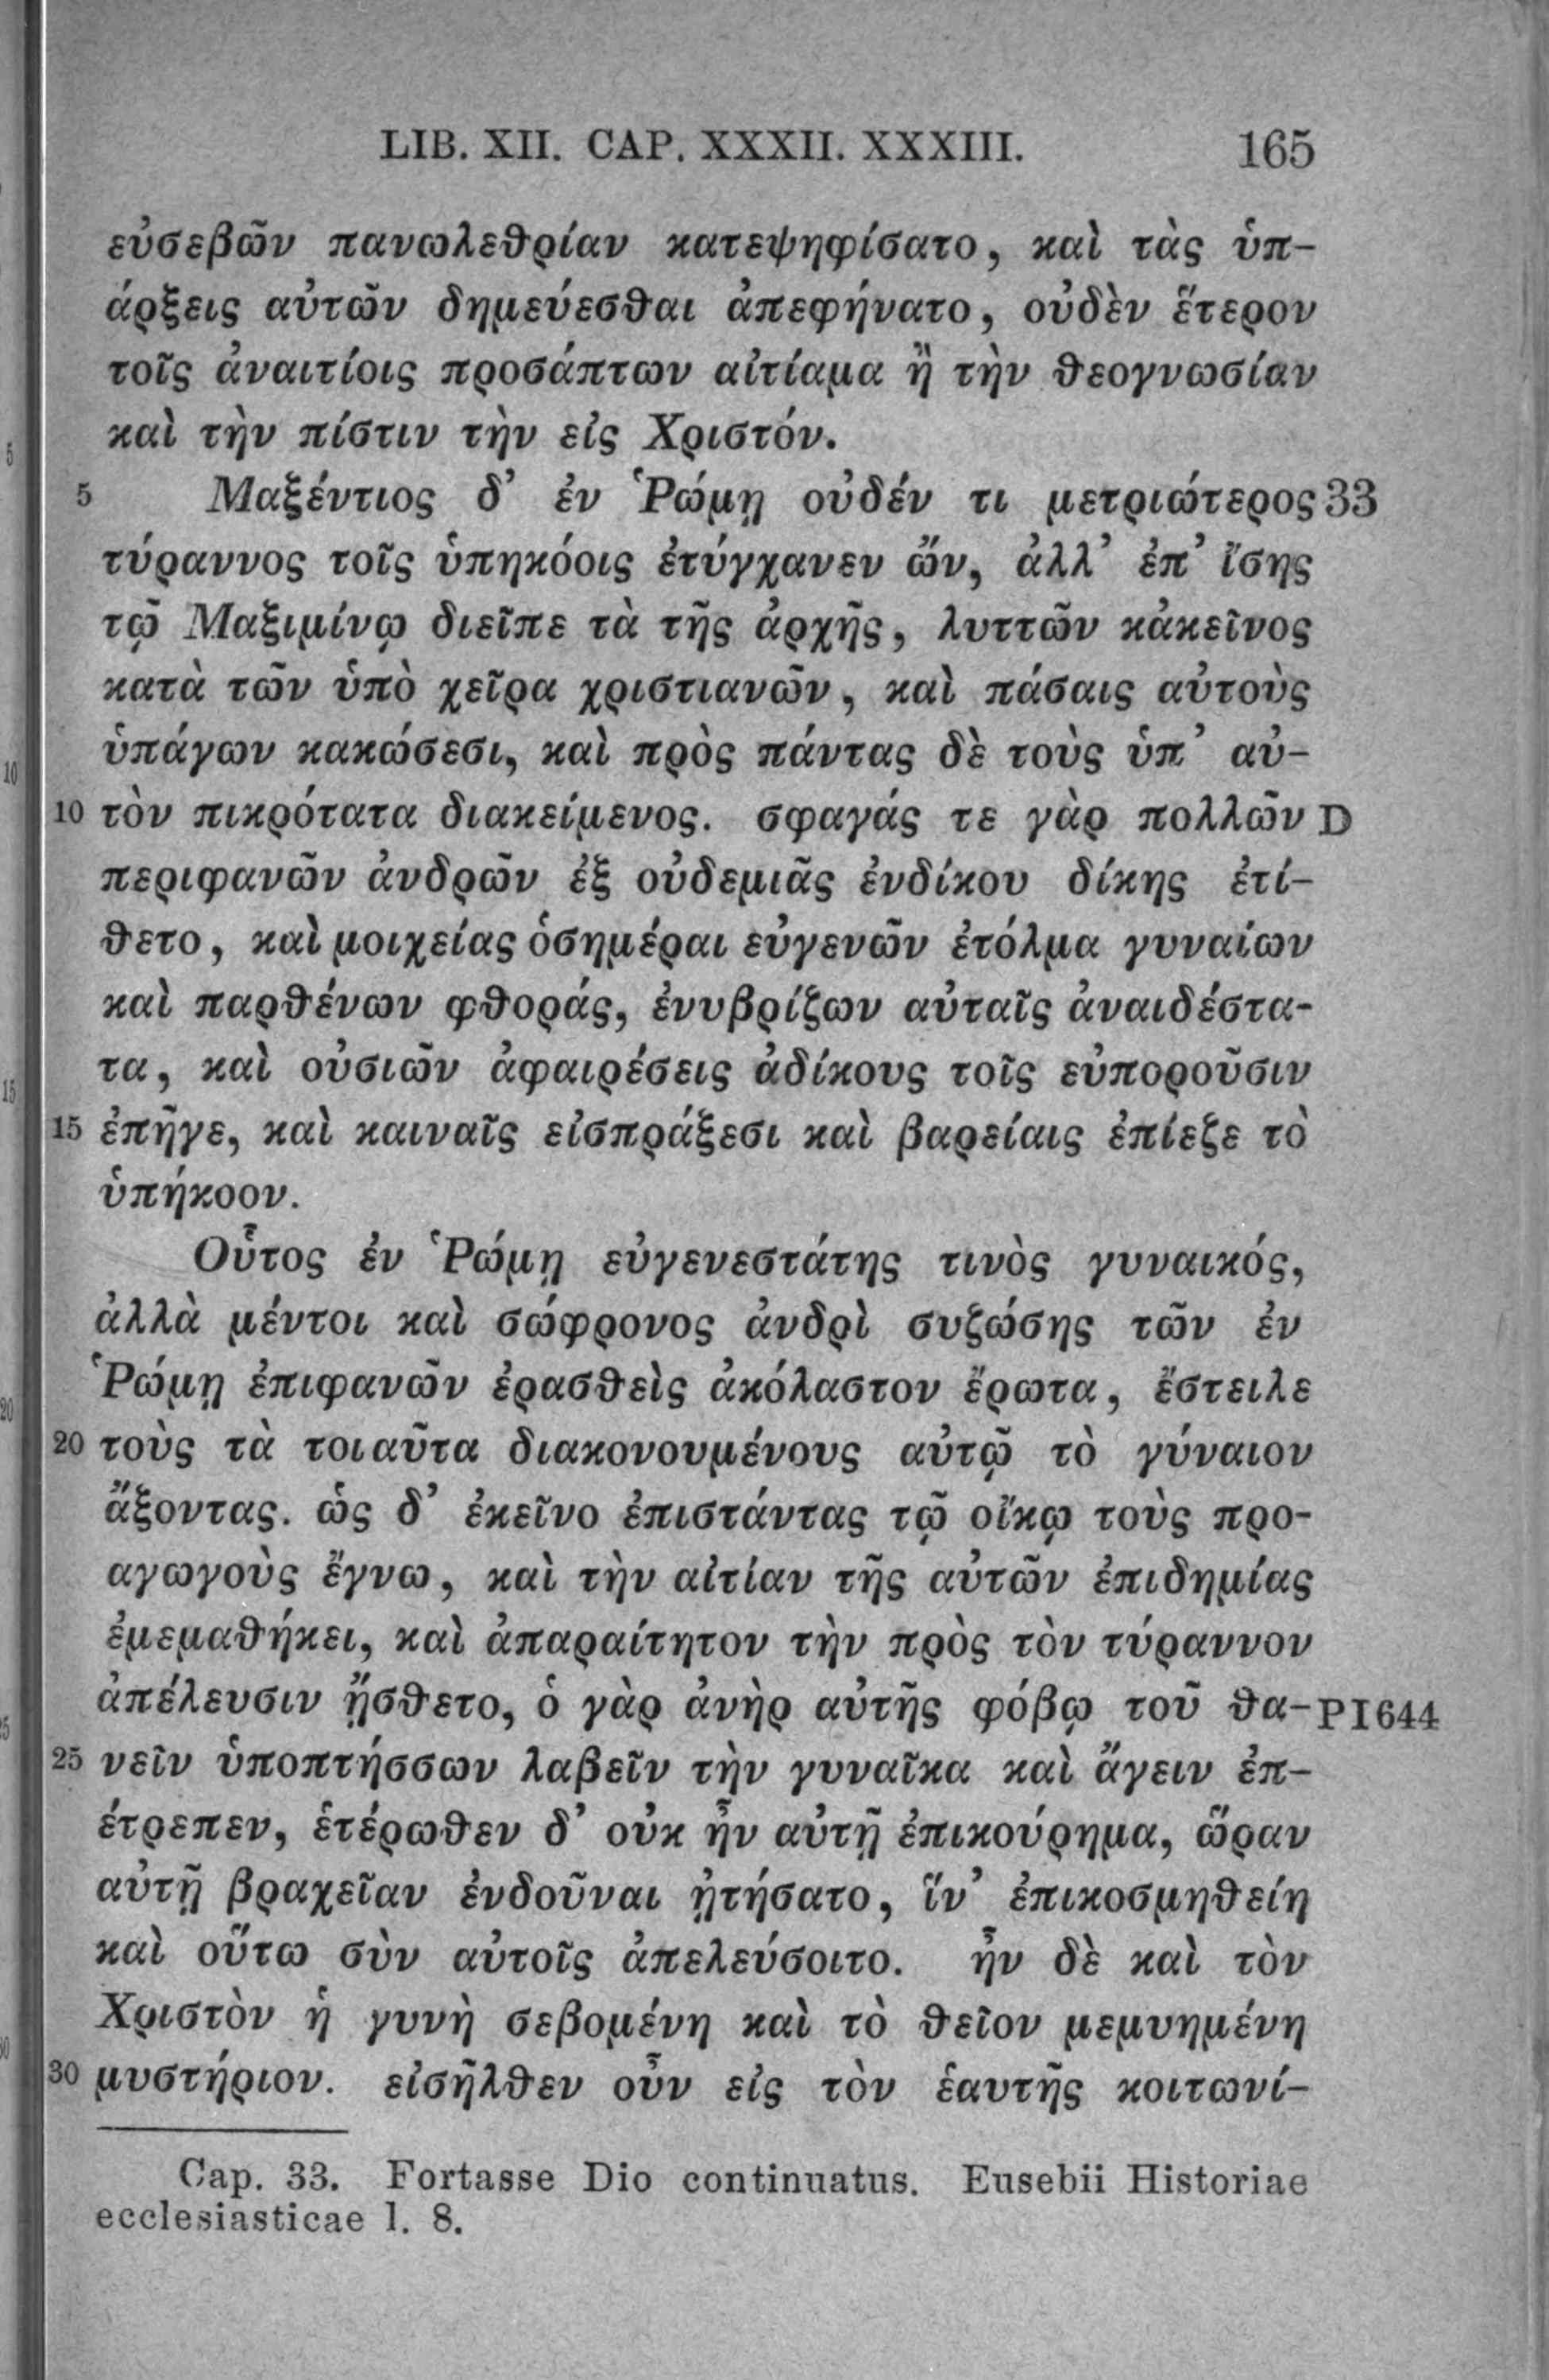 LIB. XII. CAP. XXXII. XXXIII. 165
εὐσεβῶν πανωλεθρίαν κατεψηφίσατο, καὶ τὰς ὑπ-
άρξεις αὐτῶν δημεύεσθαι ἀπεφήνατο, οὐδὲν ἕτερον
τοῖς ἀναιτίοις προσάπτων αἰτίαμα ἢ τὴν θεογνωσίαν
καὶ τὴν πίστιν τὴν εἰς Χριστόν.
5 Μαξέντιος δ’ ἐν Ῥώμῃ οὐδέν τι μετριώτερος 33
τύραννος τοῖς ὑπηκόοις ἐτύγχανεν ὤν, ἀλλ’ ἐπ’ ἴσης
τῷ Μαξιμίνῳ διεῖπε τὰ τῆς ἀρχῆς, λυττῶν κἀκεῖνος
κατὰ τῶν ὑπὸ χεῖρα χριστιανῶν, καὶ πάσαις αὐτοὺς
ὑπάγων κακώσεσι, καὶ πρὸς πάντας δὲ τοὺς ὑπ’ αὐ-
10 τὸν πικρότατα διακείμενος. σφαγάς τε γὰρ πολλῶν D
περιφανῶν ἀνδρῶν ἐξ οὐδεμιᾶς ἐνδίκου δίκης ἐτί-
θετο, καὶ μοιχείας ὁσημέραι εὐγενῶν ἐτόλμα γυναίων
καὶ παρθένων φθοράς, ἐνυβρίζων αὐταῖς ἀναιδέστα-
τα, καὶ οὐσιῶν ἀφαιρέσεις ἀδίκους τοῖς εὐποροῦσιν
15 ἐπῆγε, καὶ καιναῖς εἰσπράξεσι καὶ βαρείαις ἐπίεζε τὸ
ὑπήκοον.
Οὗτος ἐν Ῥώμῃ εὐγενεστάτης τινὸς γυναικός,
ἀλλὰ μέντοι καὶ σώφρονος ἀνδρὶ συζώσης τῶν ἐν
Ῥώμῃ ἐπιφανῶν ἐρασθεὶς ἀκόλαστον ἔρωτα, ἔστειλε
20 τοὺς τὰ τοιαῦτα διακονουμένους αὐτῷ τὸ γύναιον
ἄξοντας. ὡς δ’ ἐκεῖνο ἐπιστάντας τῷ οἴκῳ τοὺς προ-
αγωγοὺς ἔγνω, καὶ τὴν αἰτίαν τῆς αὐτῶν ἐπιδημίας
ἐμεμαθήκει, καὶ ἀπαραίτητον τὴν πρὸς τὸν τύραννον
ἀπέλευσιν ᾔσθετο, ὁ γὰρ ἀνὴρ αὐτῆς φόβῳ τοῦ θα- P I 644
25 νεῖν ὑποπτήσσων λαβεῖν τὴν γυναῖκα καὶ ἄγειν ἐπ-
έτρεπεν, ἑτέρωθεν δ’ οὐκ ἦν αὐτῇ ἐπικούρημα, ὥραν
αὐτῇ βραχεῖαν ἐνδοῦναι ᾐτήσατο, ἵν’ ἐπικοσμηθείη
καὶ οὕτω σὺν αὐτοῖς ἀπελεύσοιτο. ἦν δὲ καὶ τὸν
Χριστὸν ἡ γυνὴ σεβομένη καὶ τὸ θεῖον μεμυημένη
30 μυστήριον. εἰσῆλθεν οὖν εἰς τὸν ἑαυτῆς κοιτωνί-
Cap. 33. Fortasse Dio continuatus. Eusebii Historiae
ecclesiasticae l. 8.